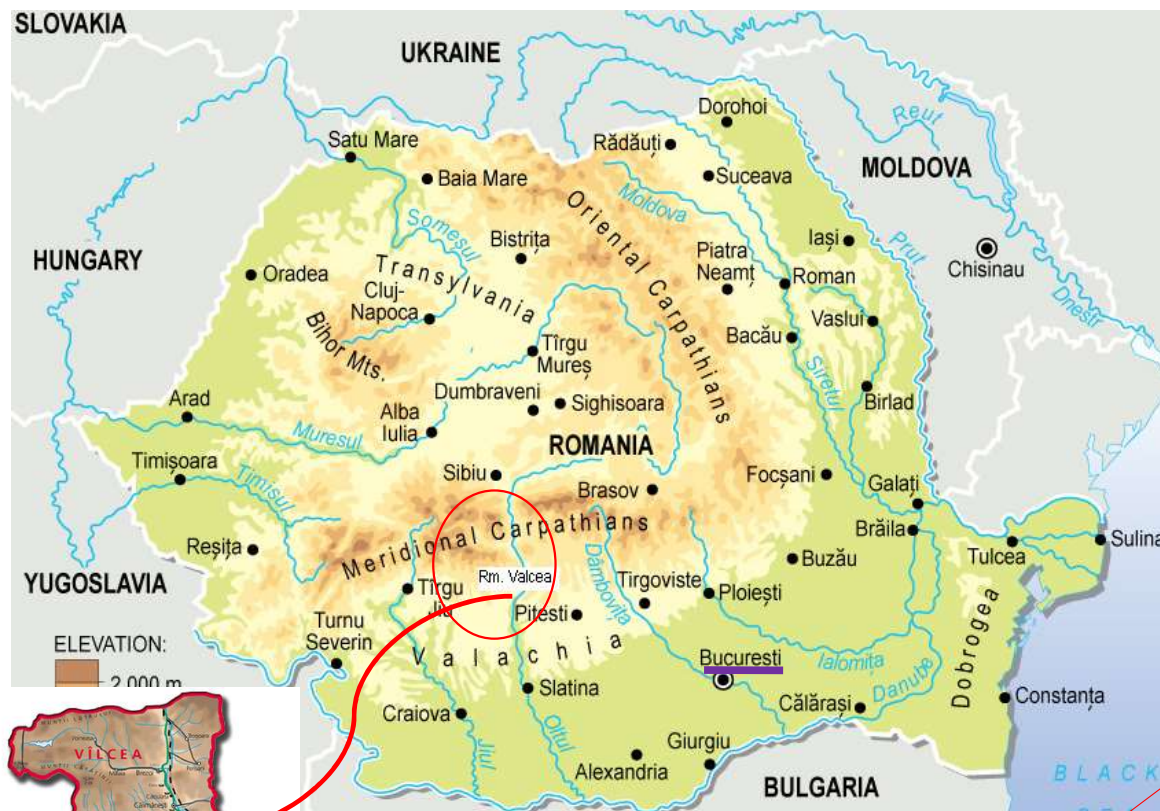 SLOVAKIA
UKRAINE
Dorohoi
Reut
Rădăuți
Satu Mare
MOLDOVA
Baia Mare
Suceava
Moldova
Oriental Carpathians
Someșul
Bistrița
Iași
Prut
HUNGARY
Transylvania
Piatra
Neamț
Chisinau
Oradea
Roman
Cluj-
Napoca
Dnestr
Vaslui
Bihor Mts.
Bacău
Tîrgu
Mureș
Siretul
Dumbraveni
Sighisoara
Birlad
Arad
Alba
Iulia
Muresul
ROMANIA
Timișoara
Timisul
Sibiu
Brasov
Focșani
Galați
Meridional Carpathians
Brăila
Reșița
Sulina
Tulcea
Buzău
YUGOSLAVIA
Rm. Valcea
Dâmbovița
Tirgoviste
Tîrgu
Jiu
Ploiești
Pitesti
Turnu
Severin
Dobrogea
ELEVATION:
Valachia
Bucuresti
Ialomița
2,000 m
Danube
Slatina
Constanța
Craiova
Călărași
VÎLCEA
Jiul
Oltul
Giurgiu
Alexandria
BULGARIA
BLACK